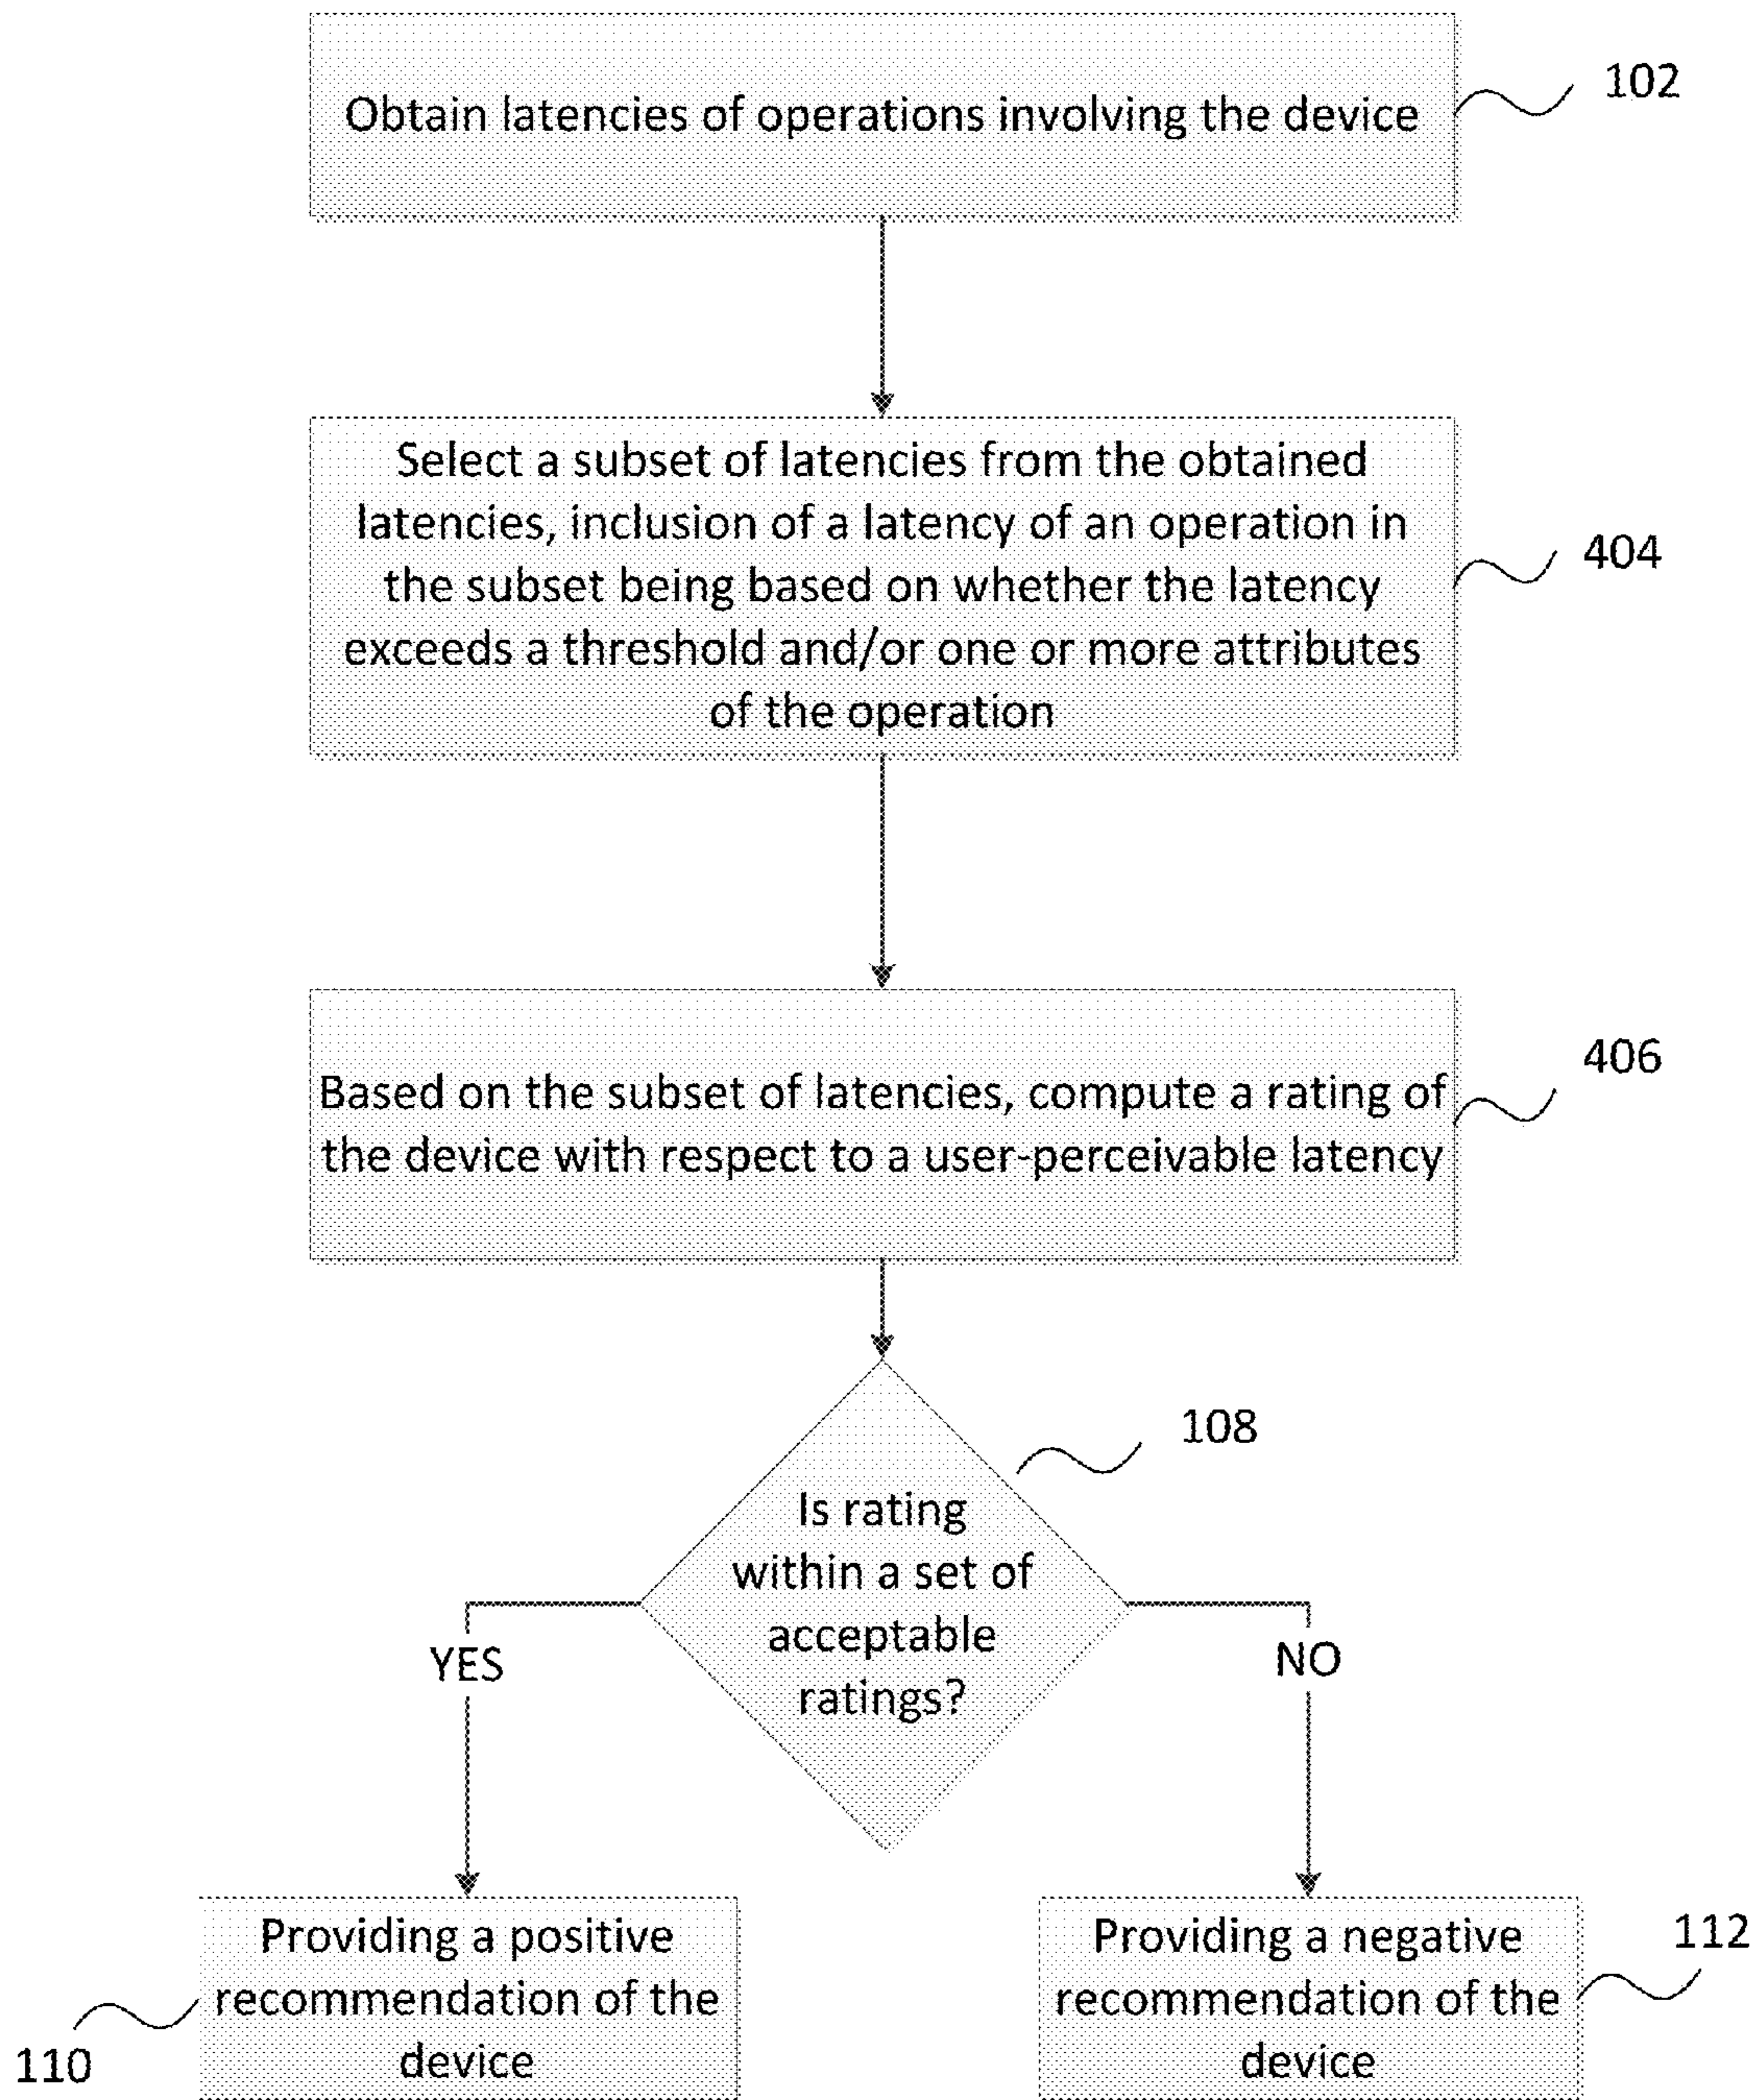 Obtain latencies of operations involving the device
102
Select a subset of latencies from the obtained
latencies, inclusion of a latency of an operation in
the subset being based on whether the latency
exceeds a threshold and/or one or more attributes
of the operation
404
Based on the subset of latencies, compute a rating of
the device with respect to a user-perceivable latency
406
108
Is rating
within a set of
acceptable
ratings?
YES
NO
Providing a positive
recommendation of the
device
110
Providing a negative
recommendation of the
device
112